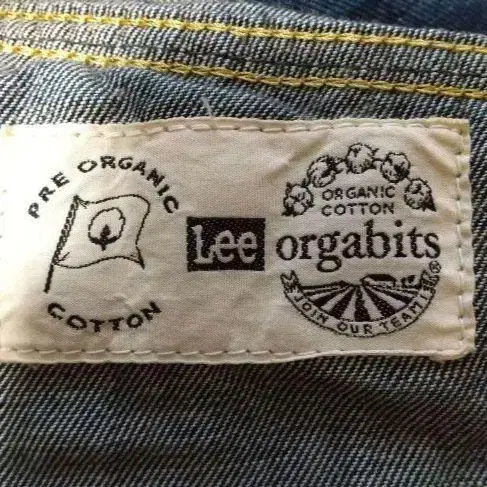 PRE ORGANIC
COTTON
Lee
ORGANIC
COTTON
orgabits
®
JOIN OUR TEAM!